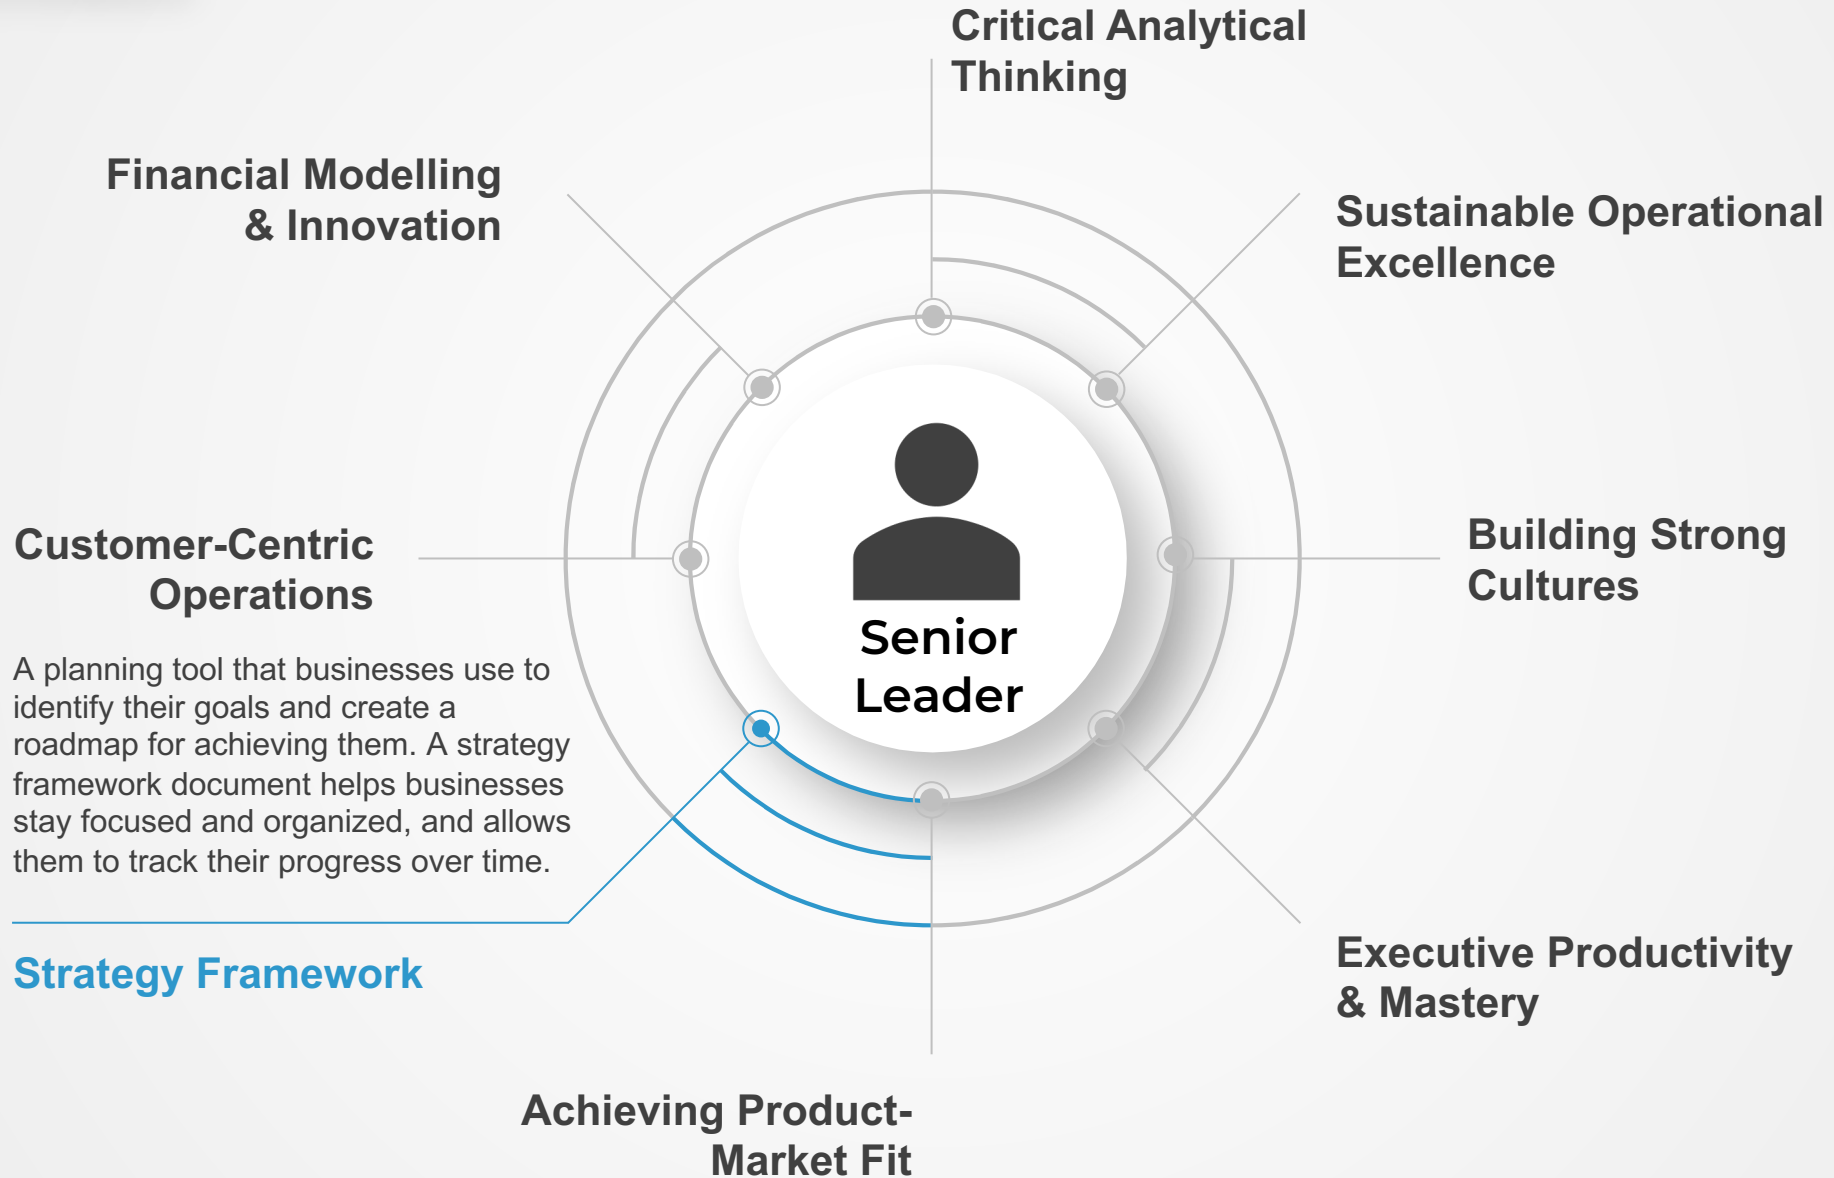 Critical Analytical
Thinking
Financial Modelling
& Innovation
Sustainable Operational
Excellence
Customer-Centric
Operations
Building Strong
Cultures
Senior
Leader
A planning tool that businesses use to
identify their goals and create a
roadmap for achieving them. A strategy
framework document helps businesses
stay focused and organized, and allows
them to track their progress over time.
Strategy Framework
Executive Productivity
& Mastery
Achieving Product-
Market Fit